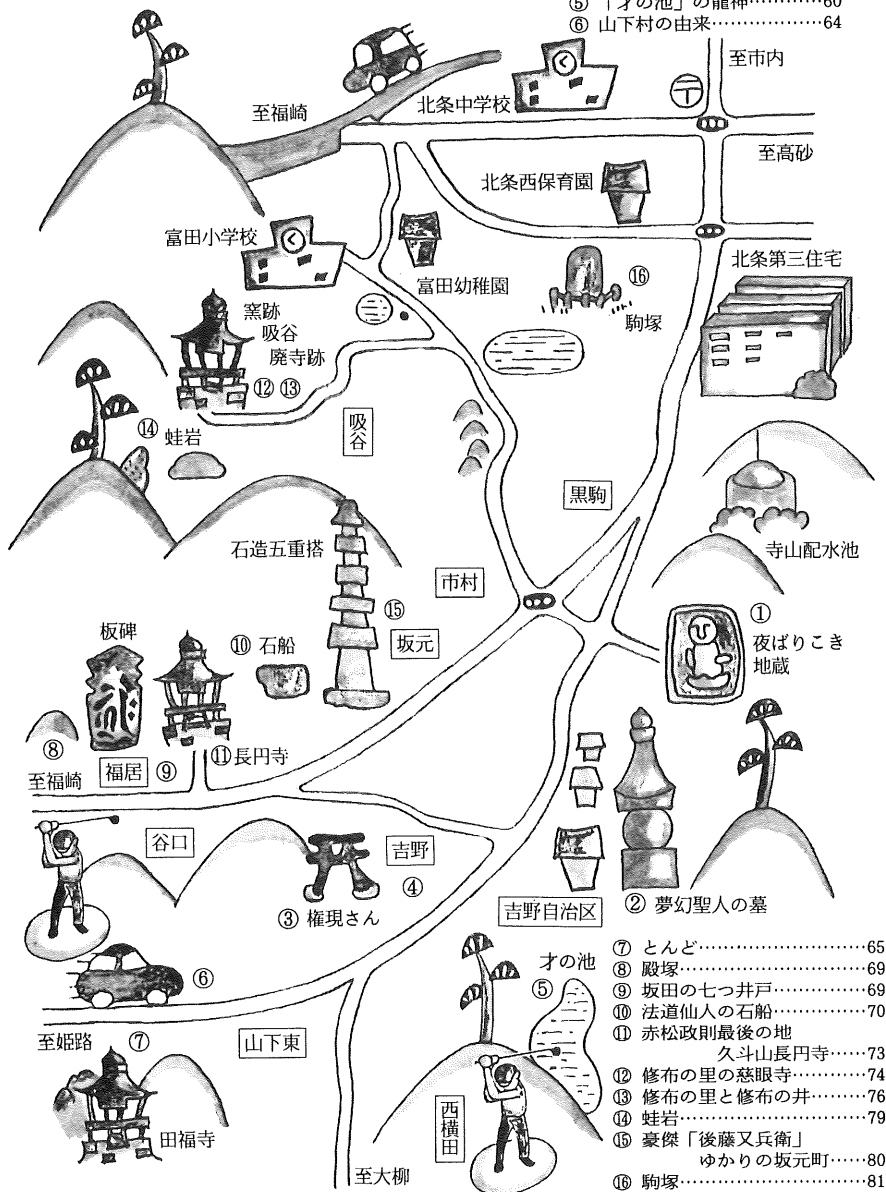 ⑤ 「才の池」の龍神…………60
⑥ 山下村の由来………………64
至市内
北条中学校
至福崎
〒
至高砂
北条西保育園
富田小学校
富田幼稚園
⑯
駒塚
北条第三住宅
窯跡
吸谷
廃寺跡
⑫ ⑬
吸谷
⑭ 蛙岩
黒駒
寺山配水池
石造五重搭
市村
⑮
坂元
①
夜ばりこき
地蔵
板碑
⑩ 石船
⑧
至福崎
福居
⑨
⑪長円寺
谷口
吉野
④
③ 権現さん
吉野自治区
② 夢幻聖人の墓
⑥
才の池
⑤
至姫路
⑦
山下東
田福寺
西横田
至大柳
⑦ とんど……………………………65
⑧ 殿塚………………………………69
⑨ 坂田の七つ井戸………………69
⑩ 法道仙人の石船………………70
⑪ 赤松政則最後の地
久斗山長円寺……73
⑫ 修布の里の慈眼寺……………74
⑬ 修布の里と修布の井…………76
⑭ 蛙岩………………………………79
⑮ 豪傑「後藤又兵衛」
ゆかりの坂元町……80
⑯ 駒塚………………………………81